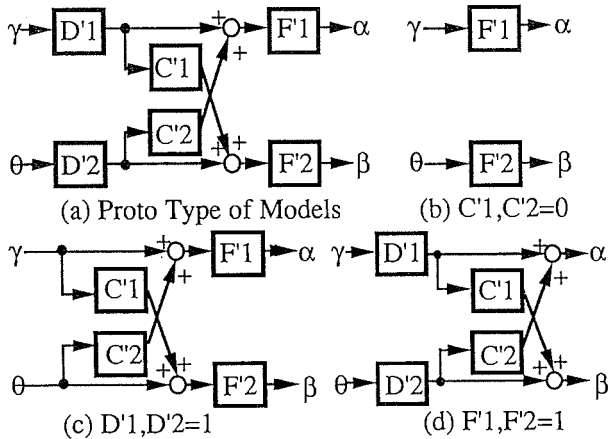 γ D'1 + F'1 α
+
C'1
C'2
+ +
θ D'2 F'2 β
(a) Proto Type of Models
γ F'1 α
θ F'2 β
(b) C'1,C'2=0
γ + F'1 α
+
C'1
C'2
+ +
θ F'2 β
(c) D'1,D'2=1
γ D'1 + α
+
C'1
C'2
+ +
θ D'2 β
(d) F'1,F'2=1